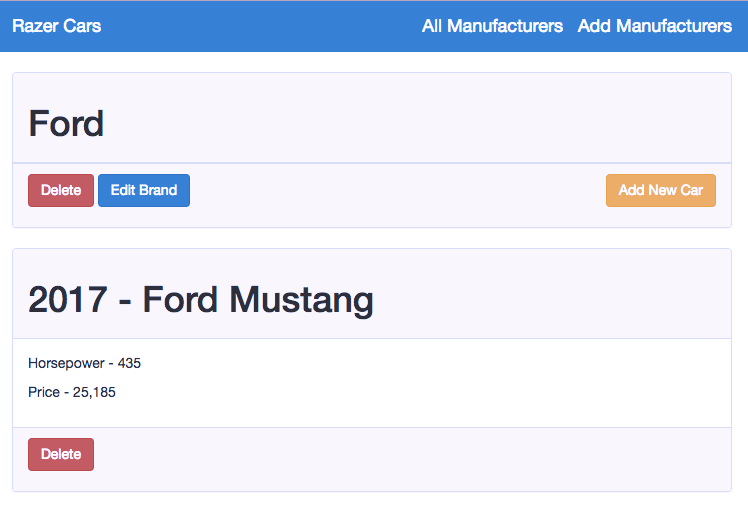 Razer Cars All Manufacturers Add Manufacturers
Ford
Delete Edit Brand Add New Car
2017 - Ford Mustang
Horsepower - 435
Price - 25,185
Delete